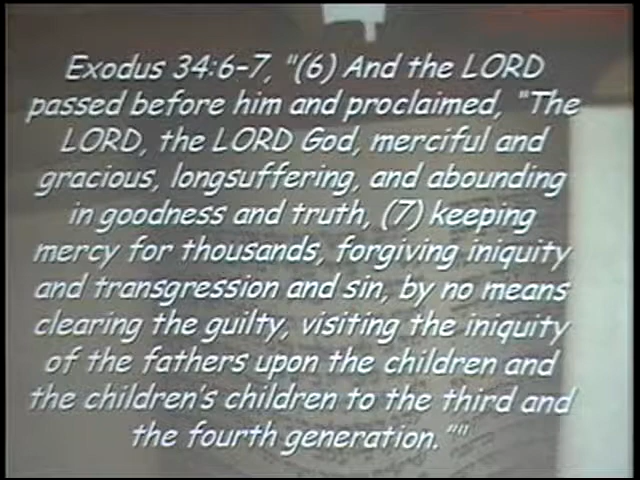 Exodus 34:6-7, "(6) And the LORD
passed before him and proclaimed, "The
LORD, the LORD God, merciful and
gracious, longsuffering, and abounding
in goodness and truth, (7) keeping
mercy for thousands, forgiving iniquity
and transgression and sin, by no means
clearing the guilty, visiting the iniquity
of the fathers upon the children and
the children's children to the third and
the fourth generation.""